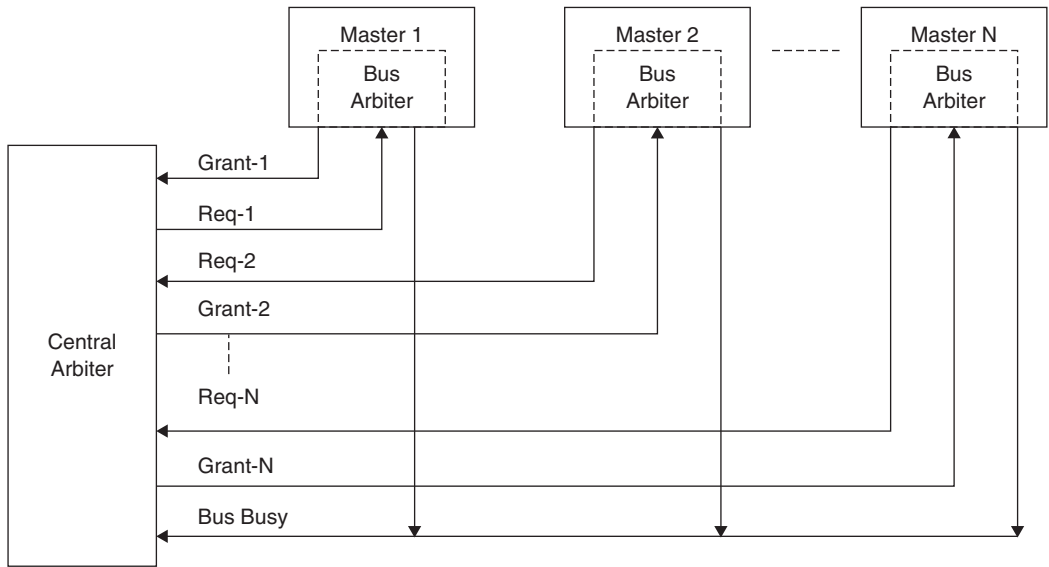 Master 1
Bus
Arbiter
Master 2
Bus
Arbiter
Master N
Bus
Arbiter
Grant-1
Req-1
Req-2
Grant-2
Central
Arbiter
Req-N
Grant-N
Bus Busy